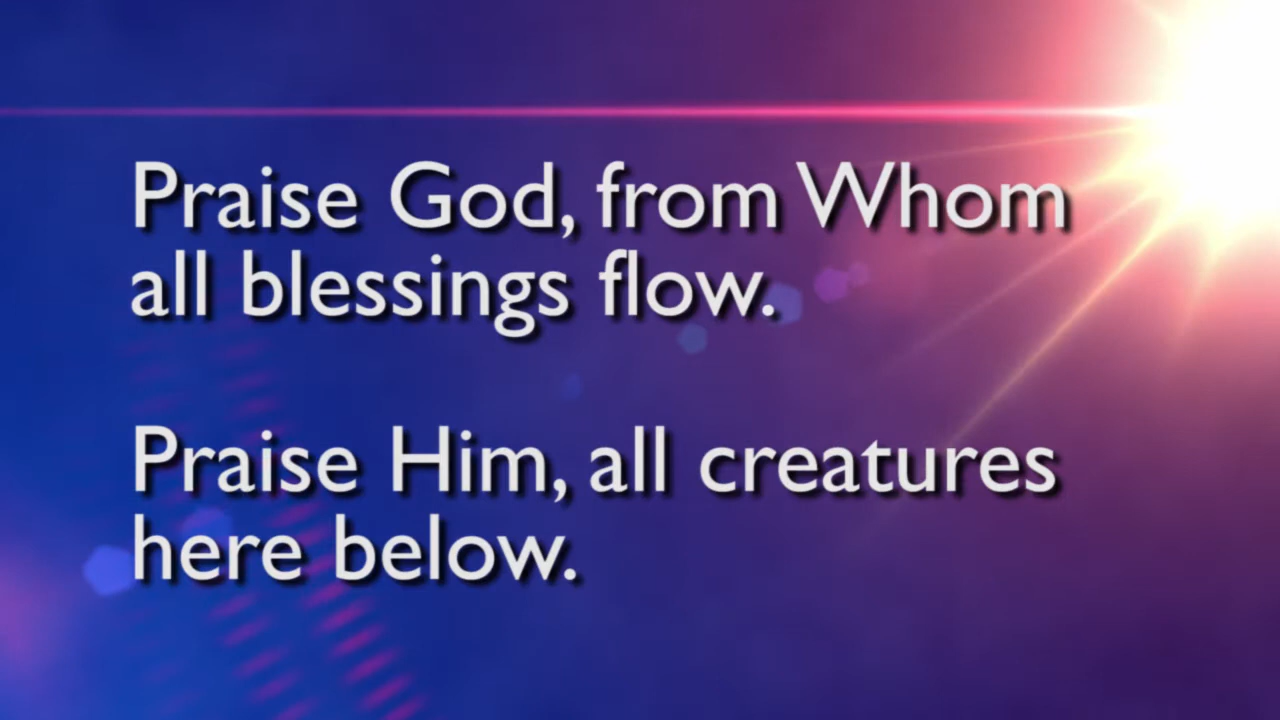 Praise God, from Whom
all blessings flow.
Praise Him, all creatures
here below.